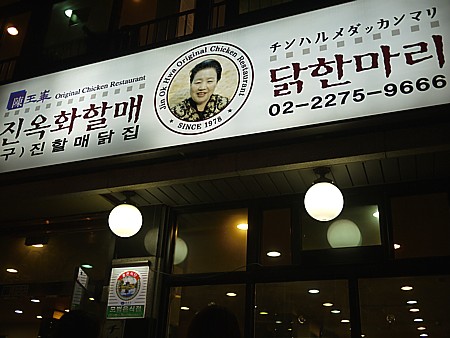 陳玉華 Original Chicken Restaurant
진옥화할매
구)진할매닭집
Jin Ok Hwa Original Chicken Restaurant
* SINCE 1978 *
チンハルメダッカンマリ
닭한마리
02-2275-9666